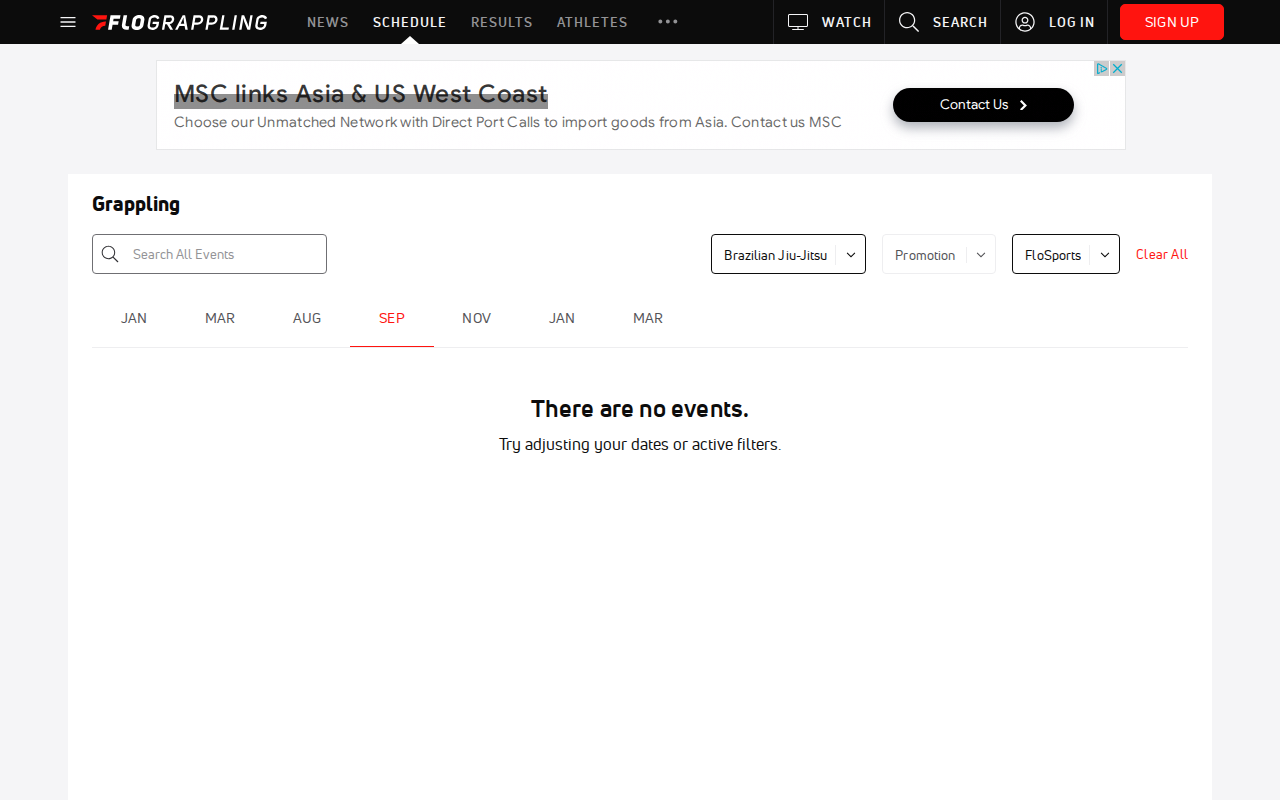 FLOGRAPPLING NEWS SCHEDULE RESULTS ATHLETES WATCH SEARCH LOG IN SIGN UP
MSC links Asia & US West Coast
Choose our Unmatched Network with Direct Port Calls to import goods from Asia. Contact us MSC
Contact Us
Grappling
Search All Events Brazilian Jiu-Jitsu Promotion FloSports Clear All
JAN MAR AUG SEP NOV JAN MAR
There are no events.
Try adjusting your dates or active filters.